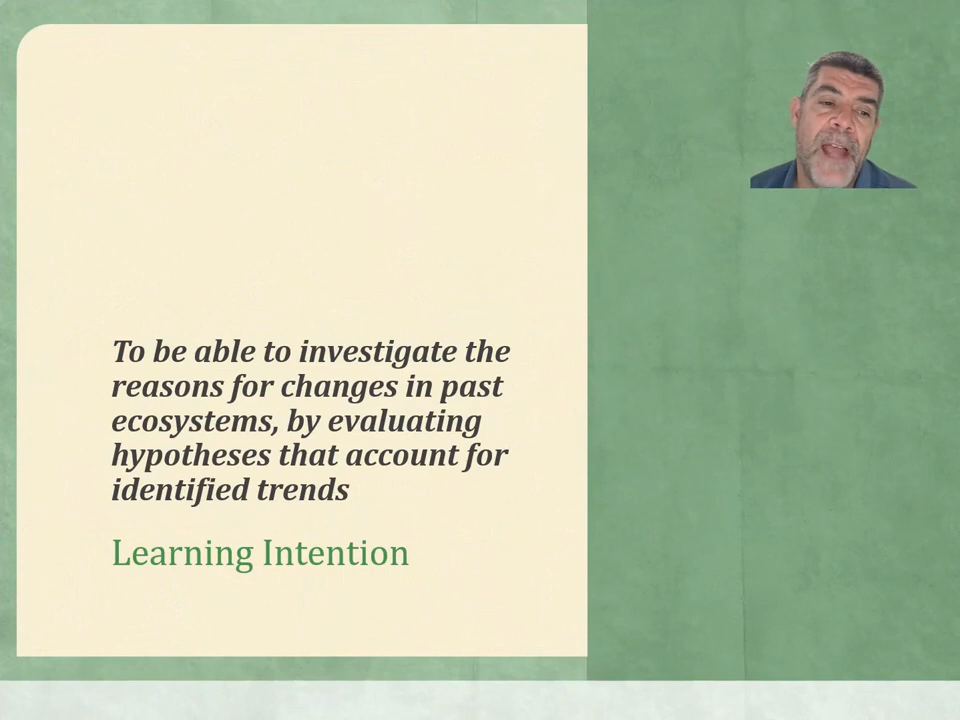 To be able to investigate the
reasons for changes in past
ecosystems, by evaluating
hypotheses that account for
identified trends
Learning Intention